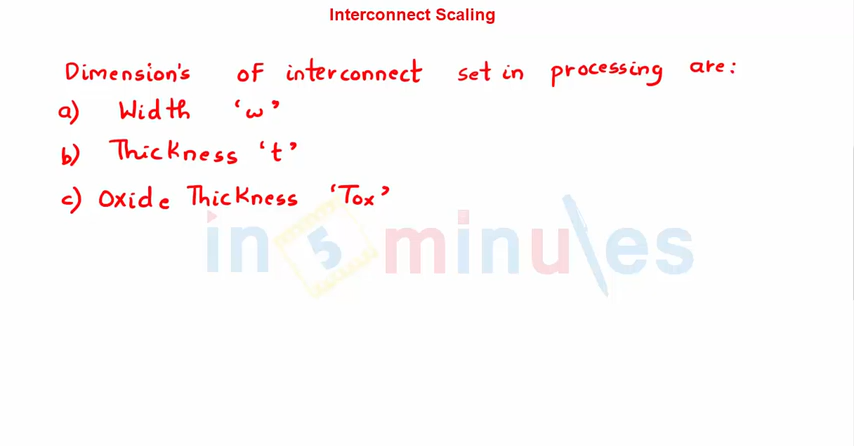 Interconnect Scaling
Dimension's of interconnect set in processing are:
a) Width 'w'
b) Thickness 't'
c) Oxide Thickness 'Tox'
in 5 minutes